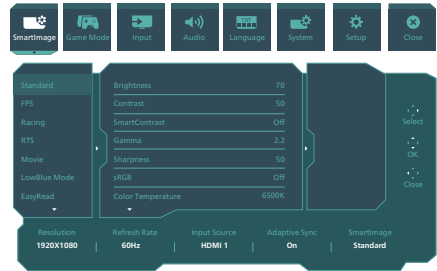 SmartImage
Game Mode
Input
Audio
TXT
Language
System
Setup
Close
Standard
FPS
Racing
RTS
Movie
LowBlue Mode
EasyRead
Brightness 70
Contrast 50
SmartContrast Off
Gamma 2.2
Sharpness 50
sRGB Off
Color Temperature 6500K
Select
OK
Close
Resolution Refresh Rate Input Source Adaptive Sync SmartImage
1920X1080 | 60Hz | HDMI 1 | On | Standard